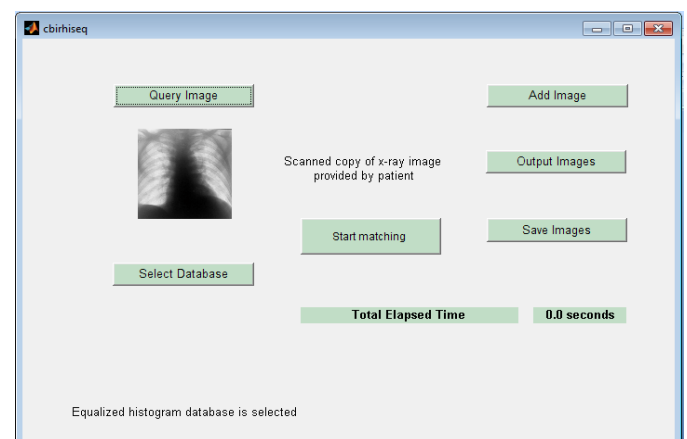 cbirhiseq
Query Image
Add Image
Scanned copy of x-ray image
provided by patient
Output Images
Start matching
Save Images
Select Database
Total Elapsed Time
0.0 seconds
Equalized histogram database is selected